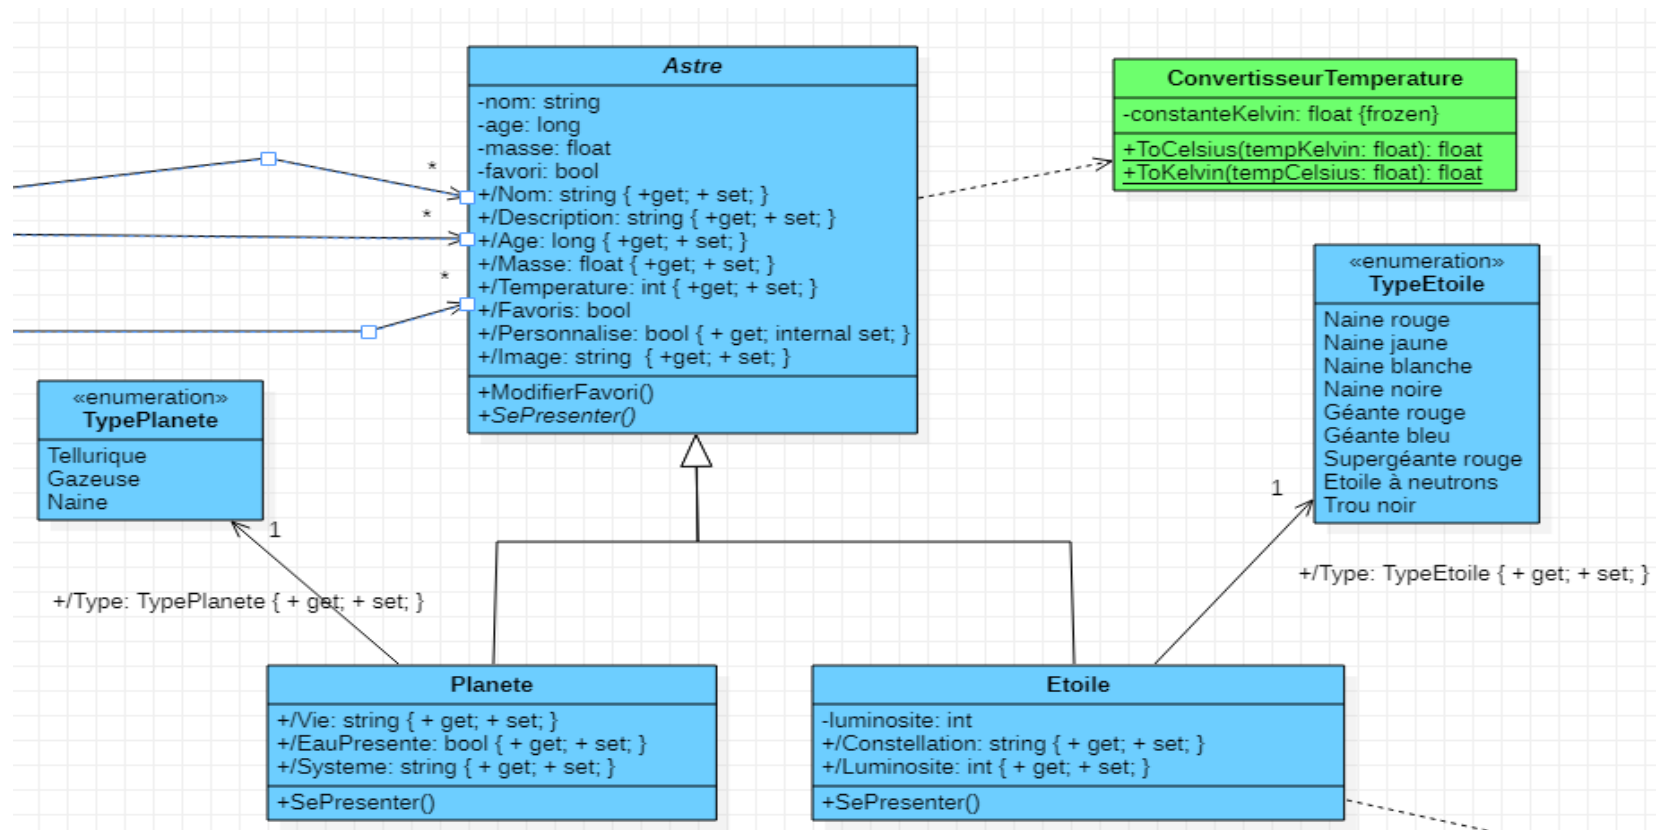 Astre
-nom: string
-age: long
-masse: float
-favori: bool
+/Nom: string { +get; + set; }
+/Description: string { +get; + set; }
+/Age: long { +get; + set; }
+/Masse: float { +get; + set; }
+/Temperature: int { +get; + set; }
+/Favoris: bool
+/Personnalise: bool { + get; internal set; }
+/Image: string  { +get; + set; }
+ModifierFavori()
+SePresenter()
*
*
*
ConvertisseurTemperature
-constanteKelvin: float {frozen}
+ToCelsius(tempKelvin: float): float
+ToKelvin(tempCelsius: float): float
«enumeration»
TypeEtoile
Naine rouge
Naine jaune
Naine blanche
Naine noire
Géante rouge
Géante bleu
Supergéante rouge
Etoile à neutrons
Trou noir
«enumeration»
TypePlanete
Tellurique
Gazeuse
Naine
1
+/Type: TypePlanete { + get; + set; }
1
+/Type: TypeEtoile { + get; + set; }
Planete
+/Vie: string { + get; + set; }
+/EauPresente: bool { + get; + set; }
+/Systeme: string { + get; + set; }
+SePresenter()
Etoile
-luminosite: int
+/Constellation: string { + get; + set; }
+/Luminosite: int { + get; + set; }
+SePresenter()